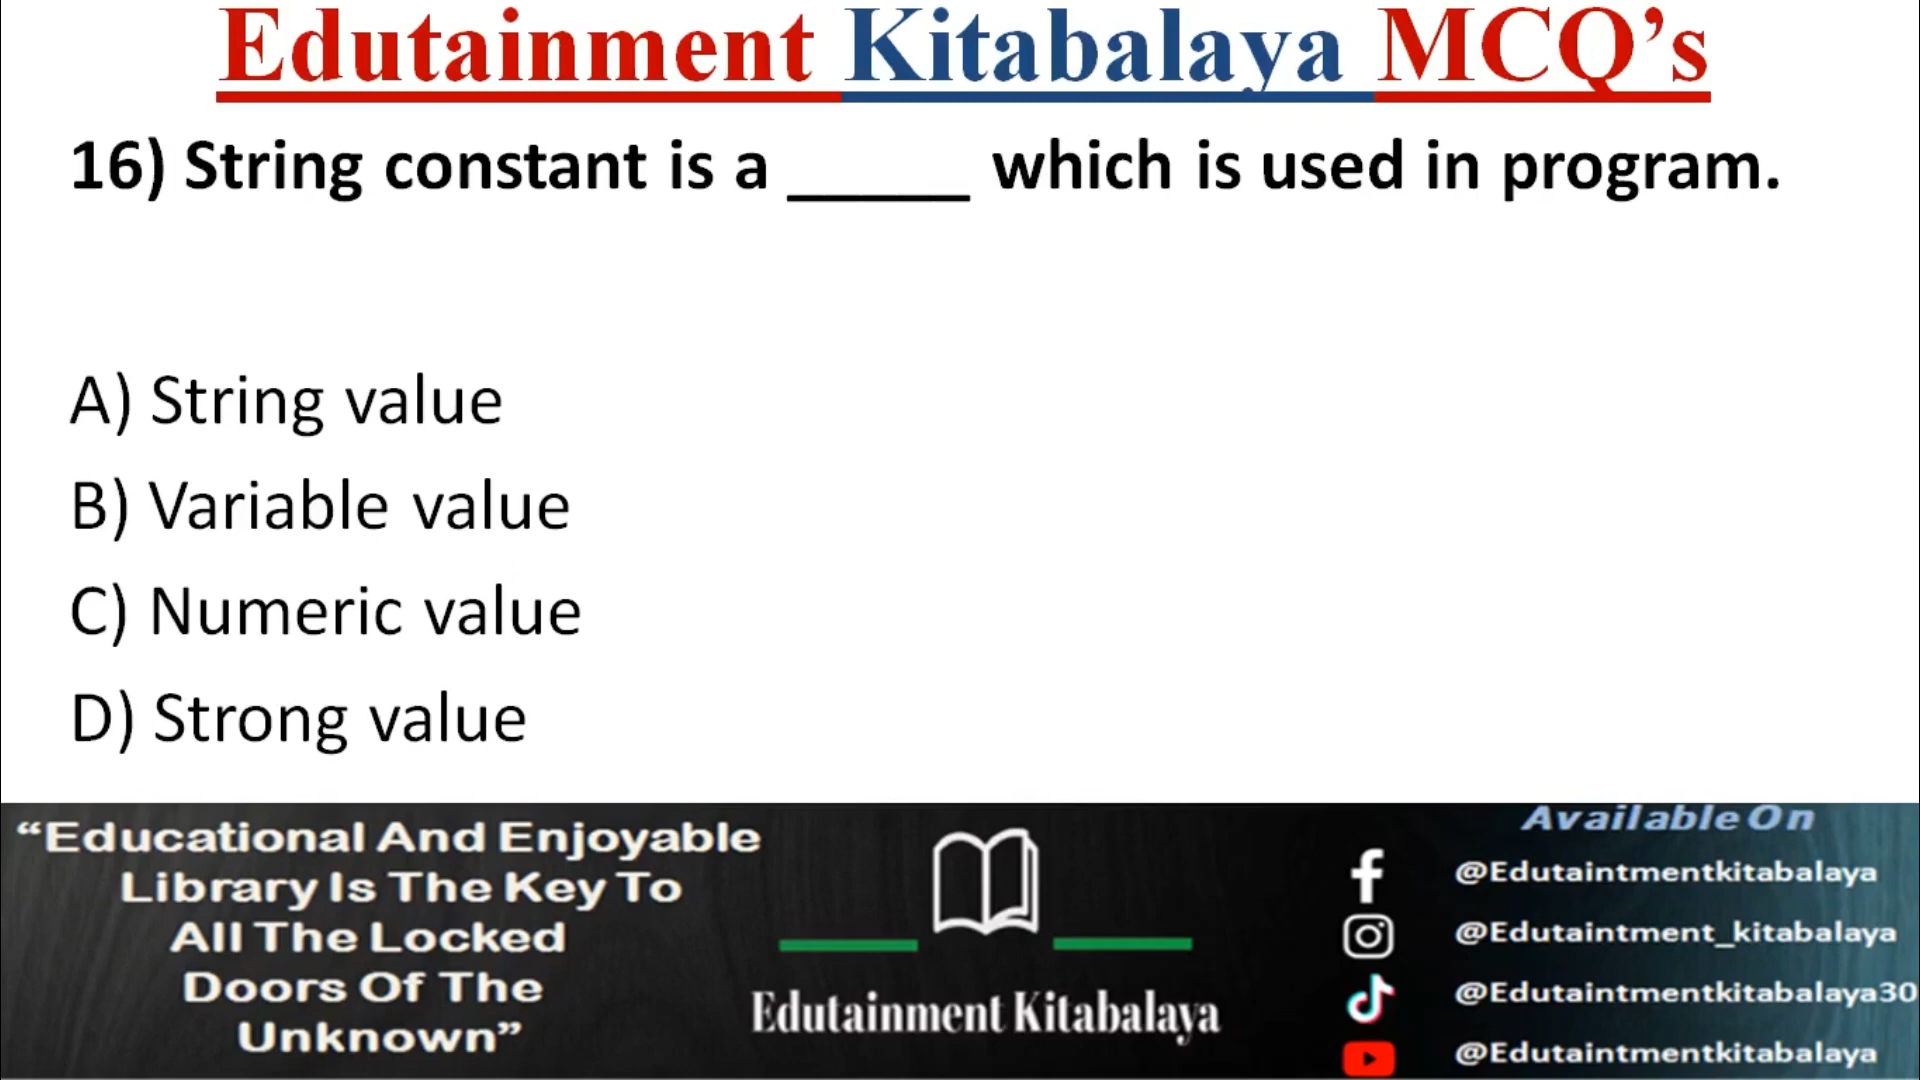 Edutainment Kitabalaya MCQ’s
16) String constant is a _____ which is used in program.
A) String value
B) Variable value
C) Numeric value
D) Strong value
“Educational And Enjoyable
Library Is The Key To
All The Locked
Doors Of The
Unknown”
Edutainment Kitabalaya
Available On
@Edutaintmentkitabalaya
@Edutaintment_kitabalaya
@Edutaintmentkitabalaya30
@Edutaintmentkitabalaya